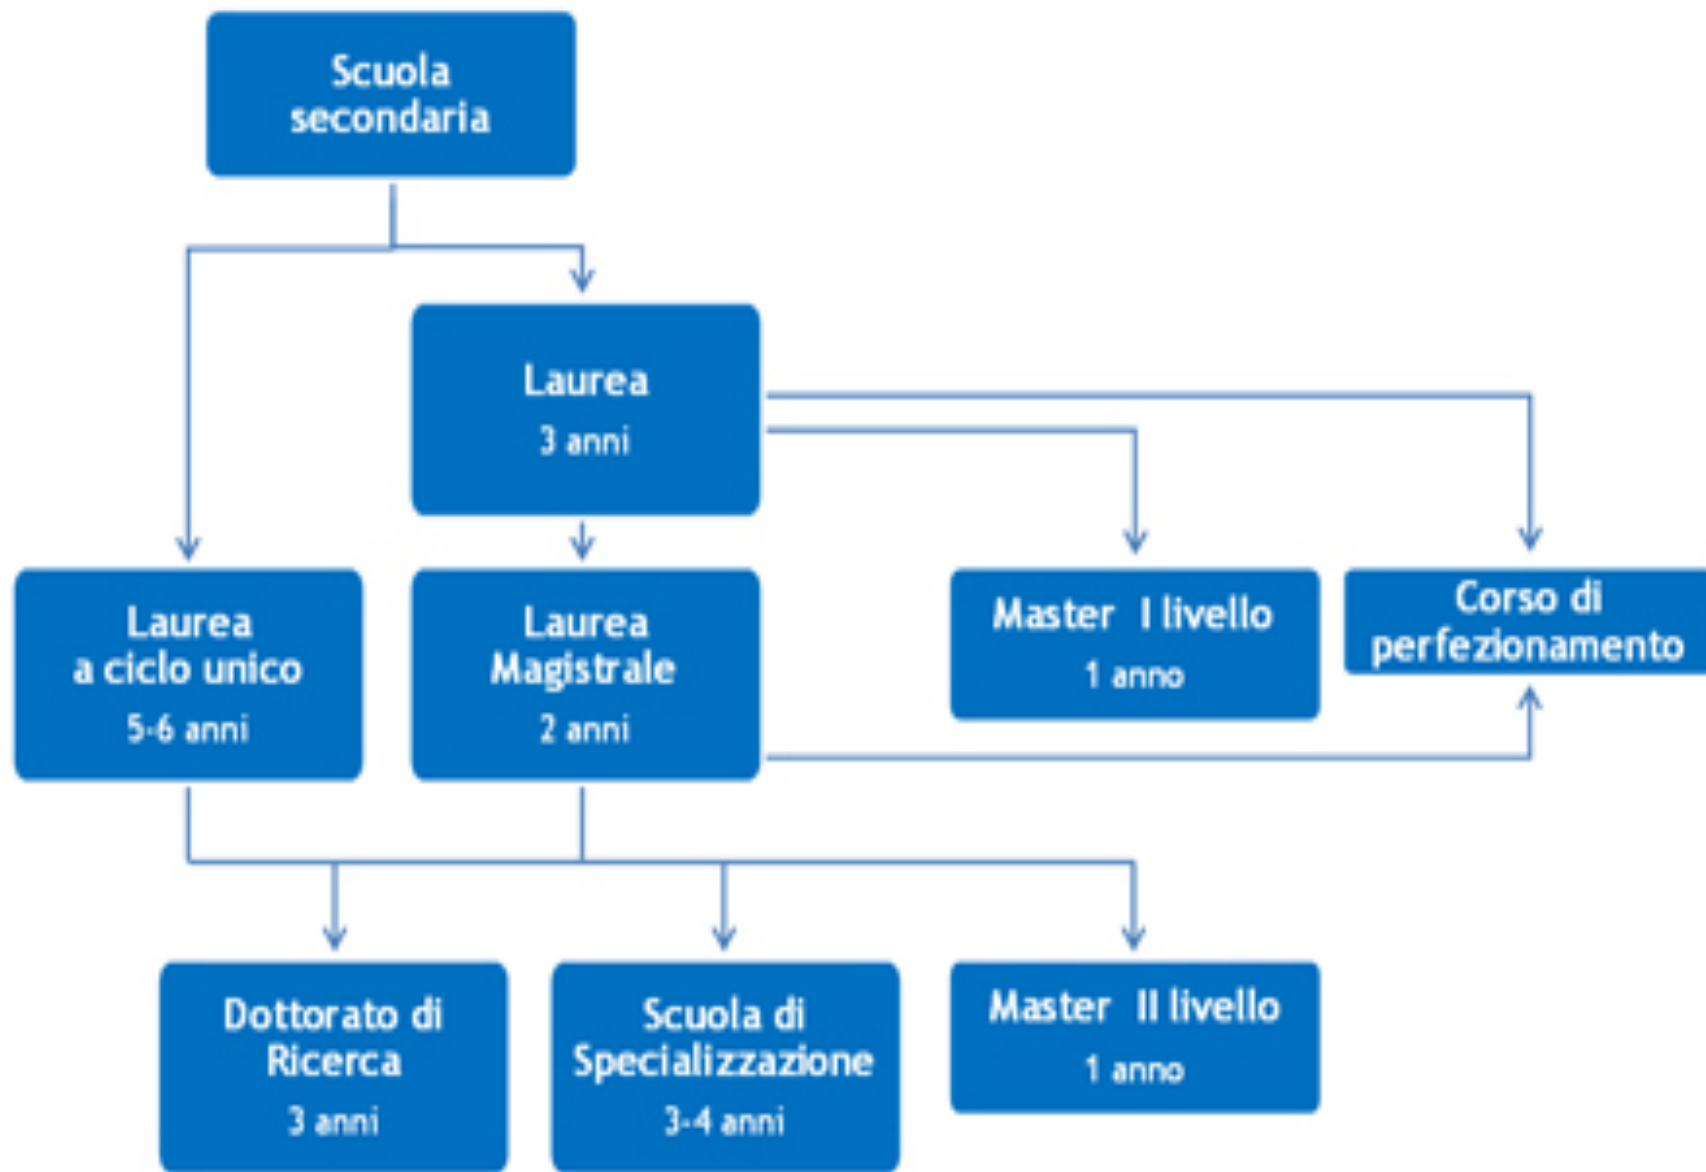 Scuola
secondaria
Laurea
3 anni
Laurea
a ciclo unico
5-6 anni
Laurea
Magistrale
2 anni
Master I livello
1 anno
Corso di
perfezionamento
Dottorato di
Ricerca
3 anni
Scuola di
Specializzazione
3-4 anni
Master II livello
1 anno